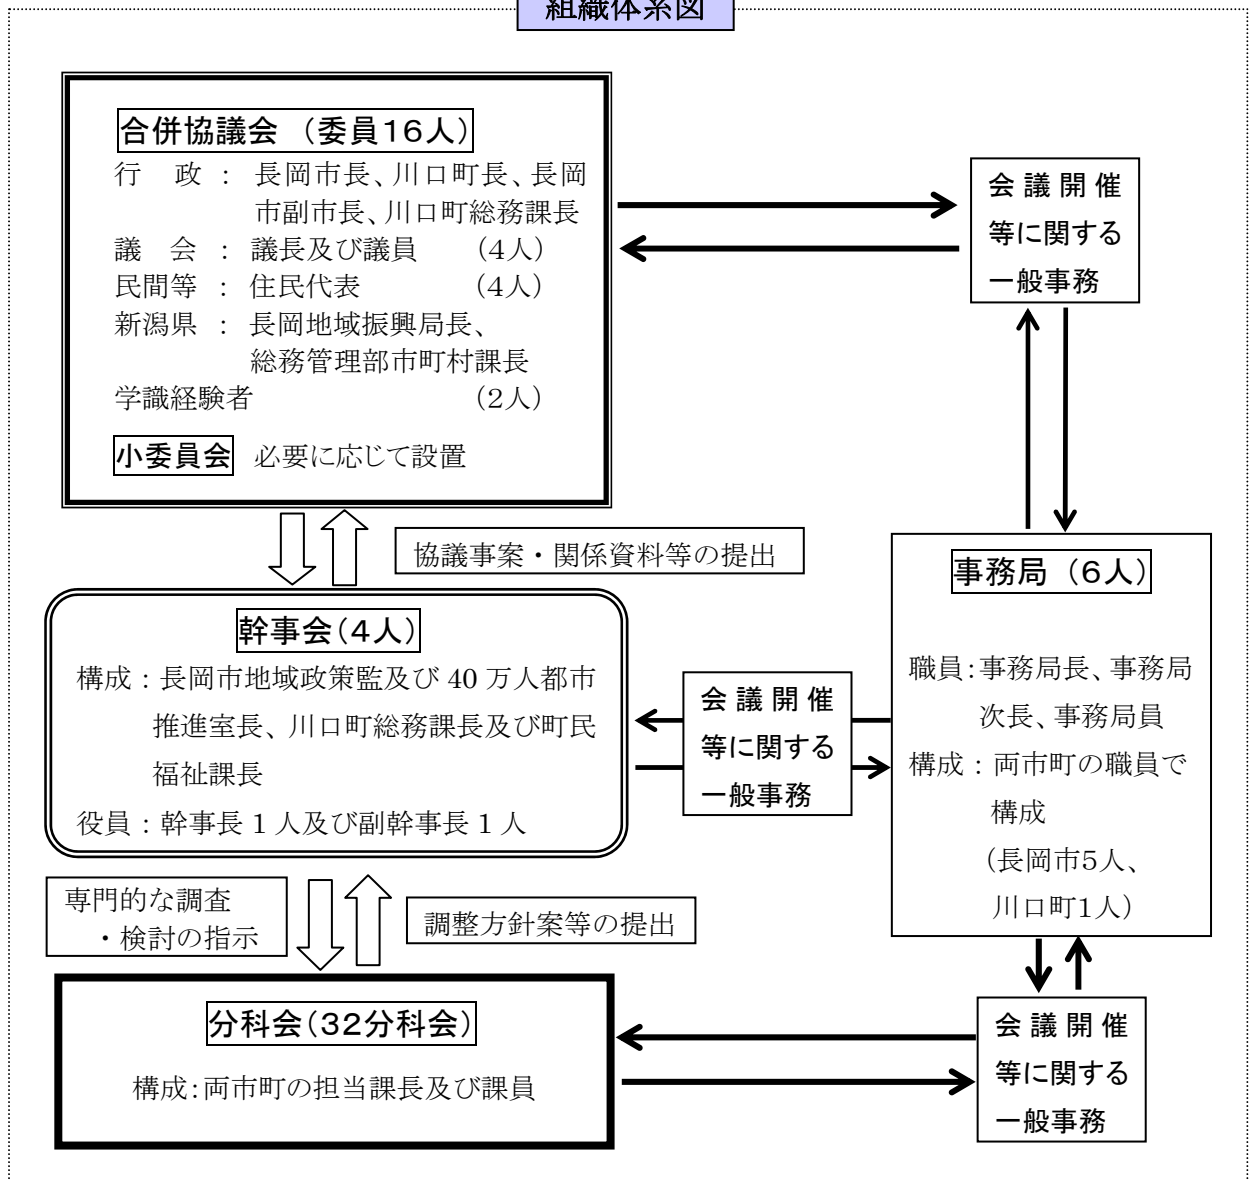 組織体系図
合併協議会 （委員16人）
行　政 ： 長岡市長、川口町長、長岡
市副市長、川口町総務課長
議　会 ： 議長及び議員 （4人）
民間等 ： 住民代表 （4人）
新潟県 ： 長岡地域振興局長、
総務管理部市町村課長
学識経験者 （2人）
小委員会 必要に応じて設置
会議開催
等に関する
一般事務
協議事案・関係資料等の提出
幹事会（4人）
構成：長岡市地域政策監及び 40 万人都市
推進室長、川口町総務課長及び町民
福祉課長
役員：幹事長 1 人及び副幹事長 1 人
会議開催
等に関する
一般事務
事務局（6人）
職員：事務局長、事務局
次長、事務局員
構成：両市町の職員で
構成
（長岡市5人、
川口町1人）
専門的な調査
・検討の指示
調整方針案等の提出
分科会（32分科会）
構成：両市町の担当課長及び課員
会議開催
等に関する
一般事務